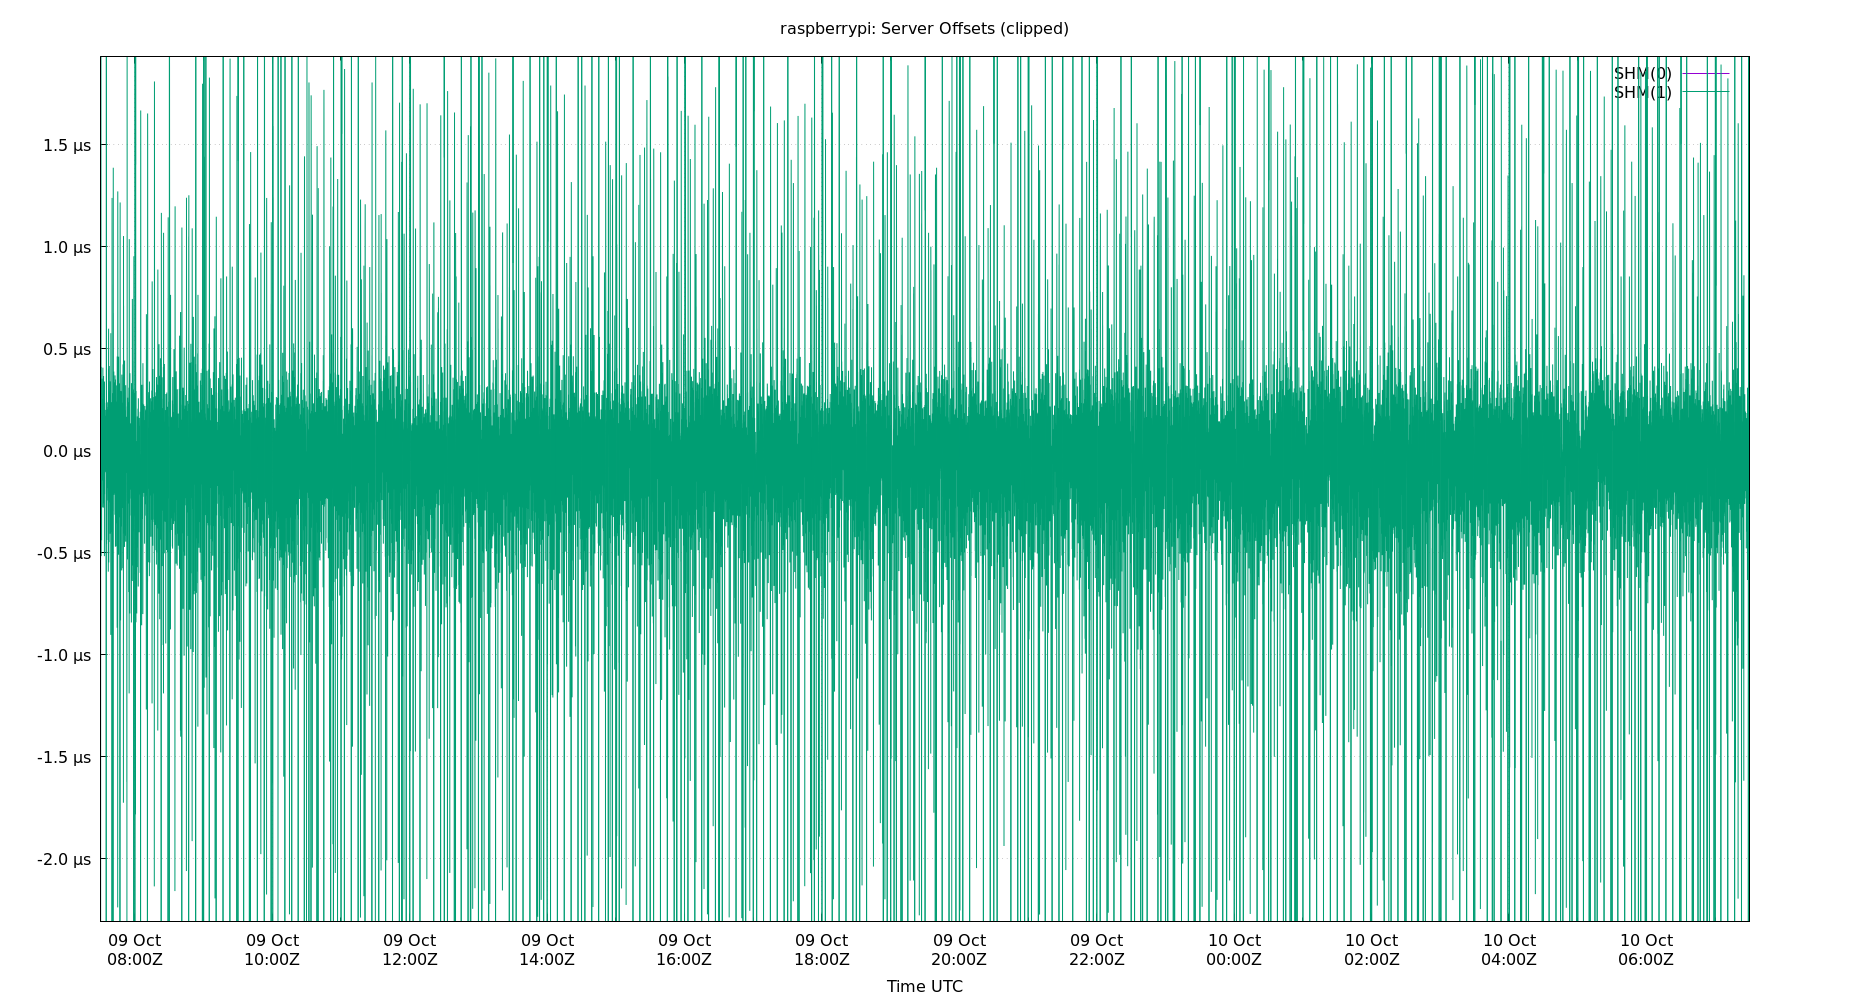 raspberrypi: Server Offsets (clipped)
SHM(0)
SHM(1)
1.5 µs
1.0 µs
0.5 µs
0.0 µs
-0.5 µs
-1.0 µs
-1.5 µs
-2.0 µs
09 Oct 09 Oct 09 Oct 09 Oct 09 Oct 09 Oct 09 Oct 09 Oct 10 Oct 10 Oct 10 Oct 10 Oct
08:00Z 10:00Z 12:00Z 14:00Z 16:00Z 18:00Z 20:00Z 22:00Z 00:00Z 02:00Z 04:00Z 06:00Z
Time UTC